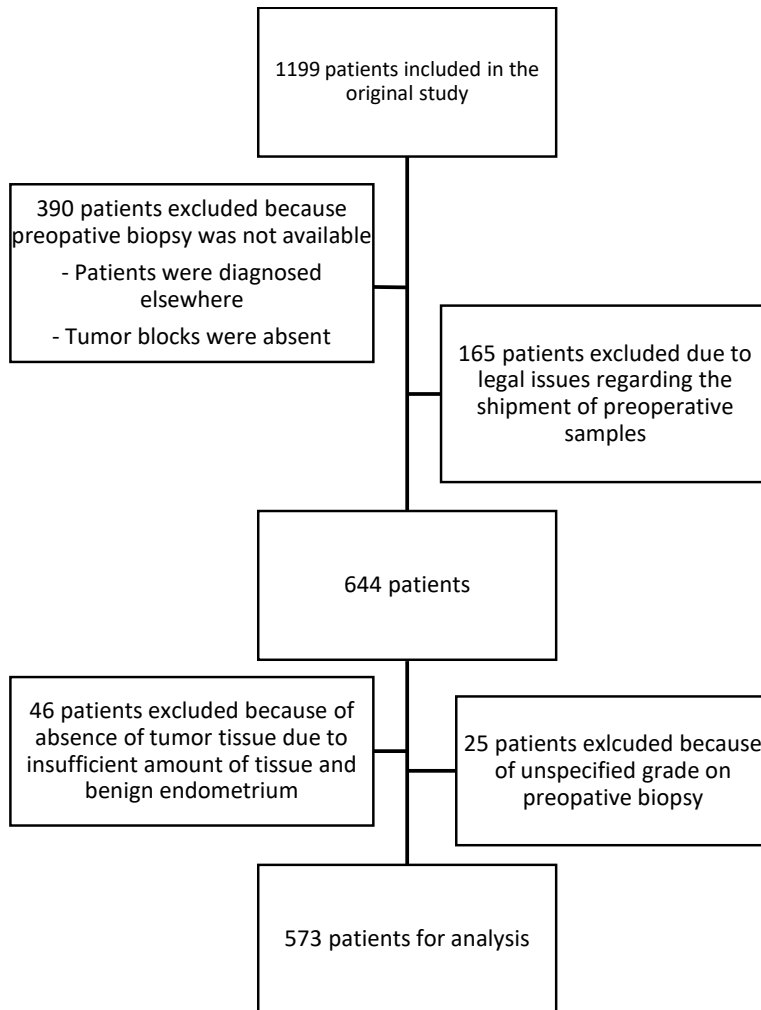 1199 patients included in the
original study
390 patients excluded because
preopative biopsy was not available
- Patients were diagnosed
elsewhere
- Tumor blocks were absent
165 patients excluded due to
legal issues regarding the
shipment of preoperative
samples
644 patients
46 patients excluded because of
absence of tumor tissue due to
insufficient amount of tissue and
benign endometrium
25 patients exlcuded because
of unspecified grade on
preopative biopsy
573 patients for analysis